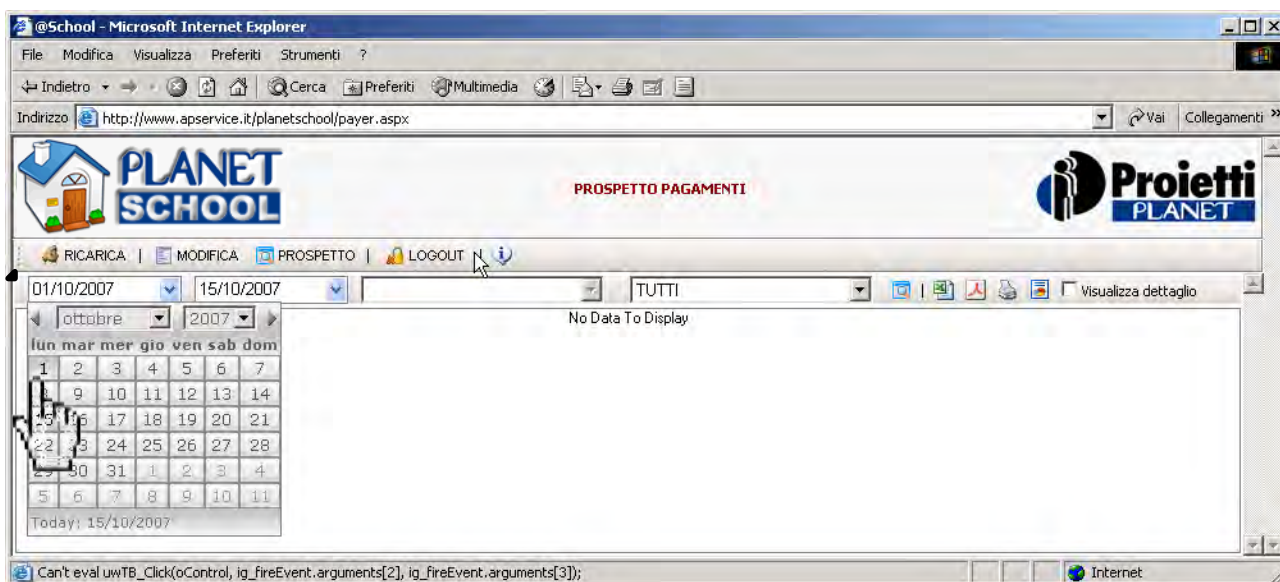 @School - Microsoft Internet Explorer
File Modifica Visualizza Preferiti Strumenti ?
Indietro Cerca Preferiti Multimedia
Indirizzo http://www.apservice.it/planetschool/payer.aspx Vai Collegamenti »
PLANET SCHOOL
PROSPETTO PAGAMENTI
Proietti PLANET
RICARICA | MODIFICA PROSPETTO | LOGOUT
01/10/2007 15/10/2007 TUTTI Visualizza dettaglio
No Data To Display
ottobre 2007
lun mar mer gio ven sab dom
1 2 3 4 5 6 7
9 10 11 12 13 14
17 18 19 20 21
22 24 25 26 27 28
29 30 31 1 2 3 4
5 6 7 8 9 10 11
Today: 15/10/2007
Can't eval uwTB_Click(oControl, ig_fireEvent.arguments[2], ig_fireEvent.arguments[3]); Internet